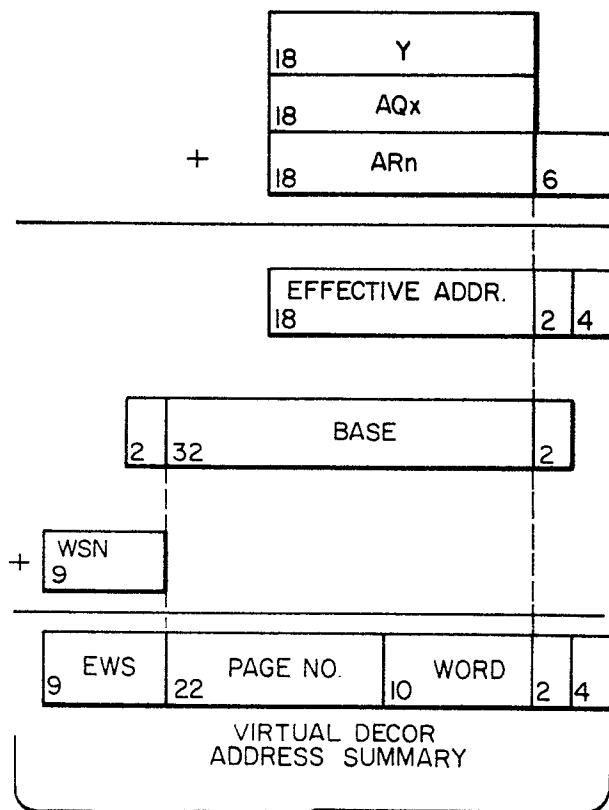 18 Y
18 AQx
+ 18 ARn 6
EFFECTIVE ADDR.
18 2 4
BASE
2 32 2
+ WSN
9
9 EWS 22 PAGE NO. 10 WORD 2 4
VIRTUAL DECOR
ADDRESS SUMMARY